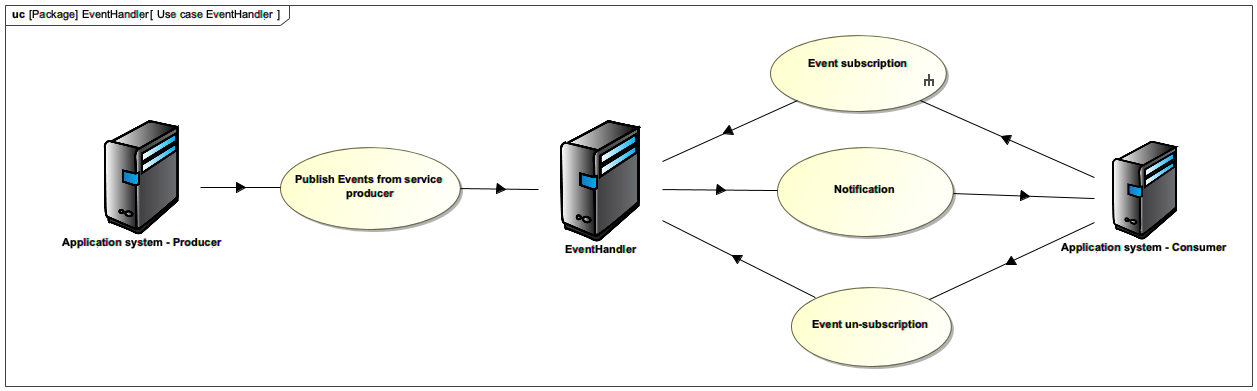 uc [Package] EventHandler[ Use case EventHandler ]
Event subscription
Publish Events from service
producer
Notification
Application system - Producer
EventHandler
Application system - Consumer
Event un-subscription